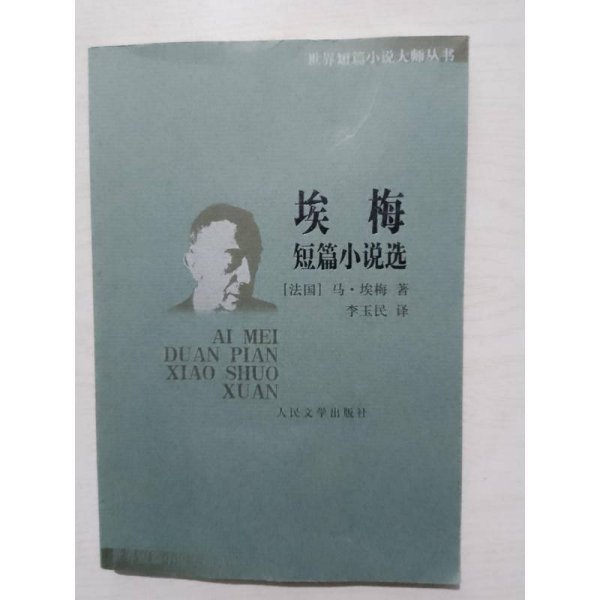 世界短篇小说大师丛书
埃梅
短篇小说选
[法国] 马·埃梅 著
李玉民 译
AI MEI
DUAN PIAN
XIAO SHUO
XUAN
人民文学出版社